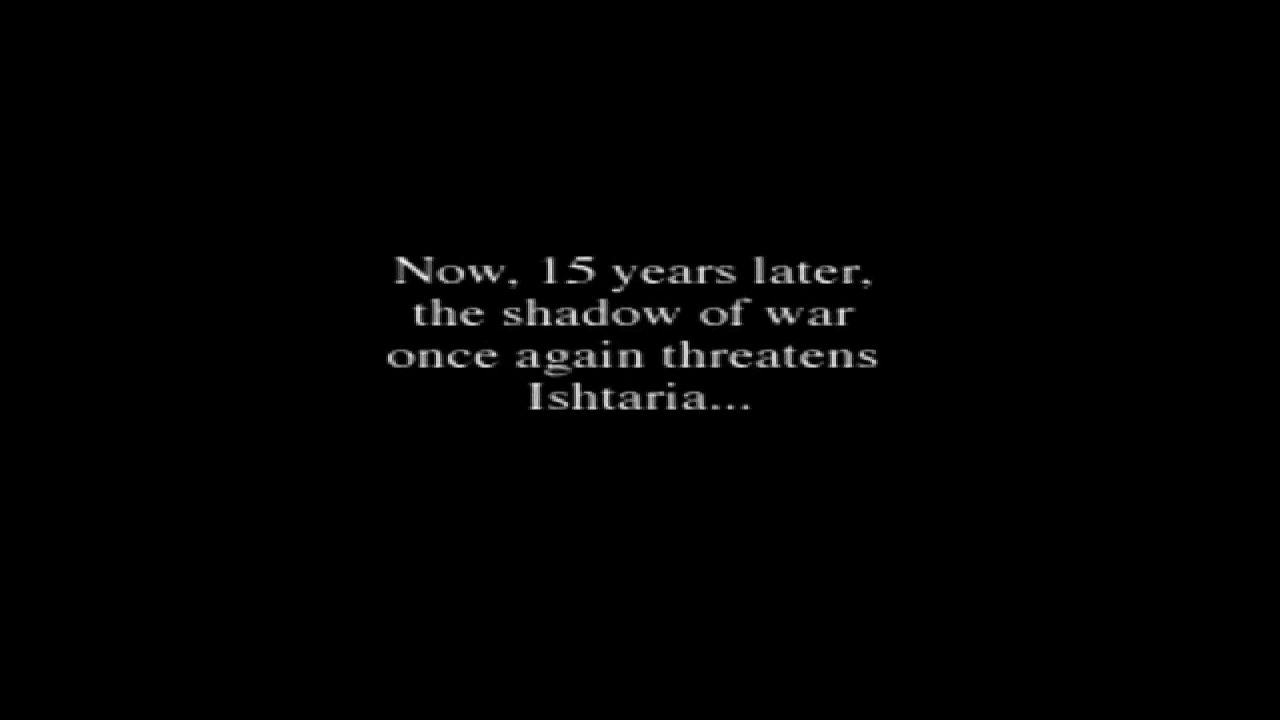 Now, 15 years later,
the shadow of war
once again threatens
Ishtaria...